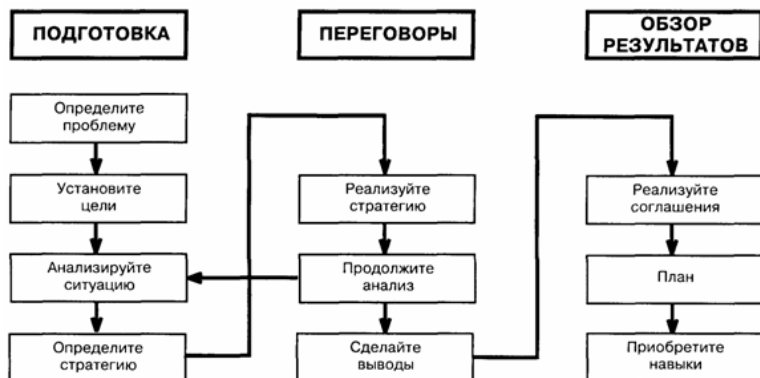 ПОДГОТОВКА
Определите
проблему
Установите
цели
Анализируйте
ситуацию
Определите
стратегию
ПЕРЕГОВОРЫ
Реализуйте
стратегию
Продолжите
анализ
Сделайте
выводы
ОБЗОР
РЕЗУЛЬТАТОВ
Реализуйте
соглашения
План
Приобретите
навыки